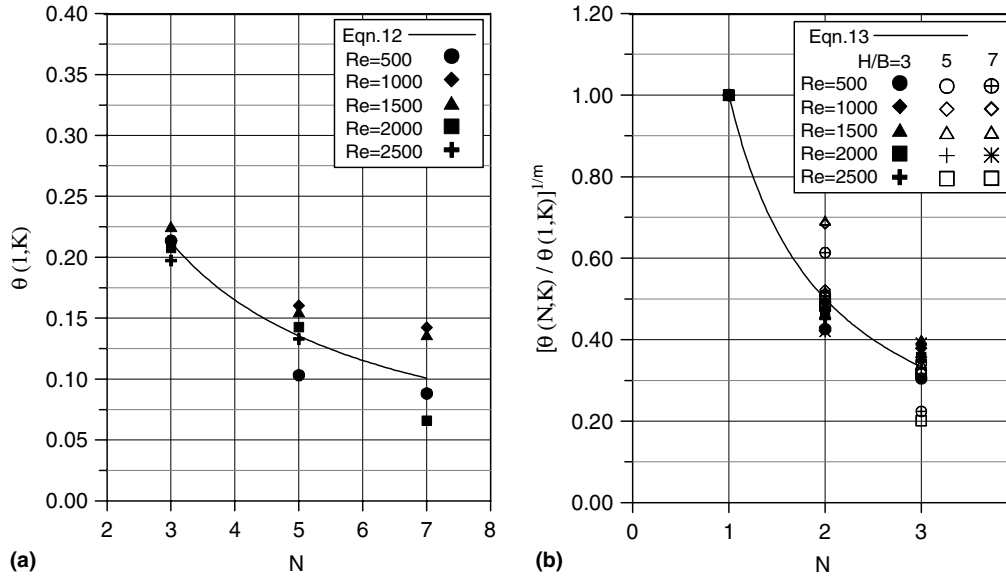 0.40
0.35
0.30
0.25
0.20
0.15
0.10
0.05
0.00
2 3 4 5 6 7 8
N
θ (1,K)
Eqn.12
Re=500
Re=1000
Re=1500
Re=2000
Re=2500
(a)
1.20
1.00
0.80
0.60
0.40
0.20
0.00
0 1 2 3
N
[θ (N,K) / θ (1,K)]^1/m
Eqn.13
H/B=3 5 7
Re=500
Re=1000
Re=1500
Re=2000
Re=2500
(b)